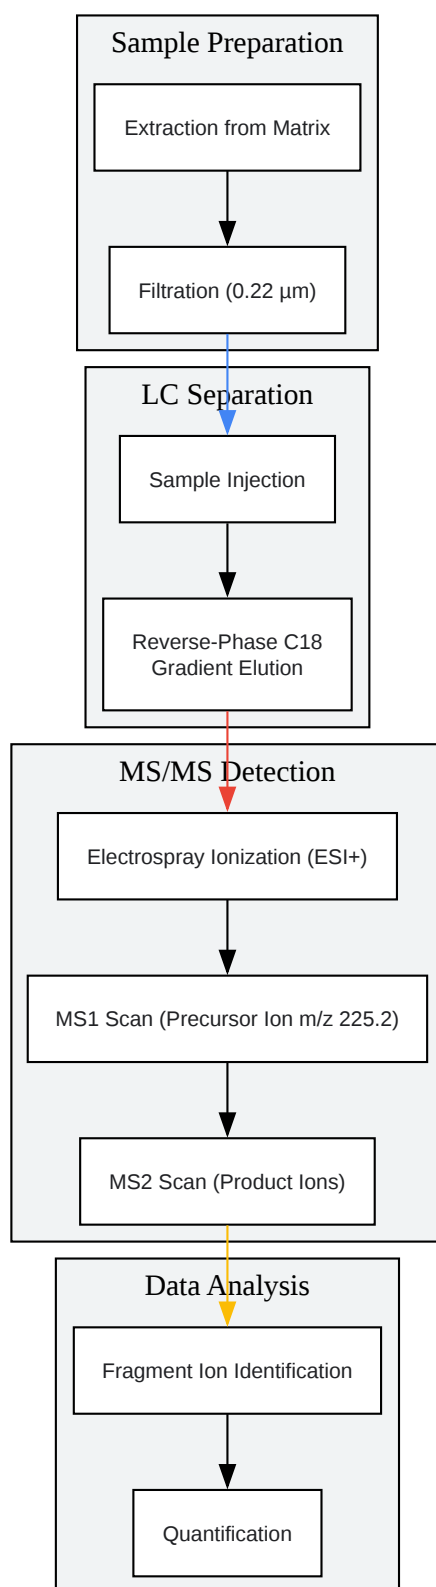 Sample Preparation
Extraction from Matrix
Filtration (0.22 µm)
LC Separation
Sample Injection
Reverse-Phase C18
Gradient Elution
MS/MS Detection
Electrospray Ionization (ESI+)
MS1 Scan (Precursor Ion m/z 225.2)
MS2 Scan (Product Ions)
Data Analysis
Fragment Ion Identification
Quantification